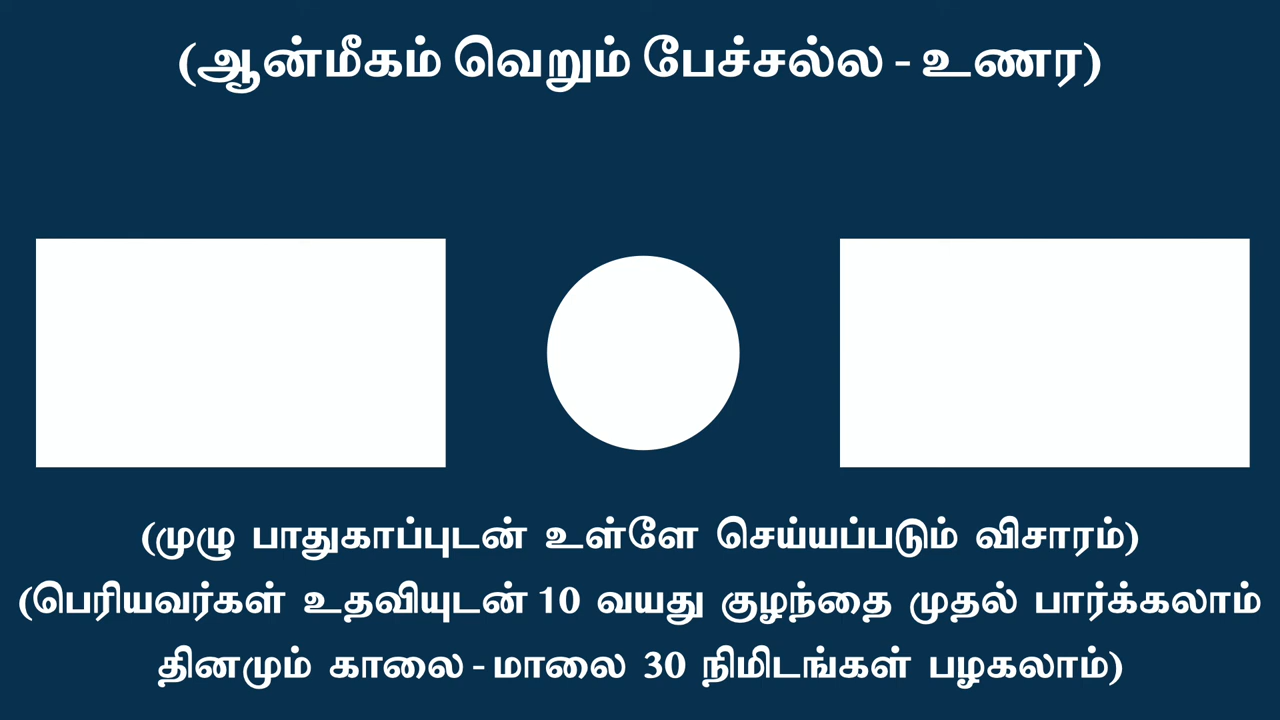 (ஆன்மீகம் வெறும் பேச்சல்ல - உணர)
(முழு பாதுகாப்புடன் உள்ளே செய்யப்படும் விசாரம்)
(பெரியவர்கள் உதவியுடன் 10 வயது குழந்தை முதல் பார்க்கலாம்
தினமும் காலை - மாலை 30 நிமிடங்கள் பழகலாம்)